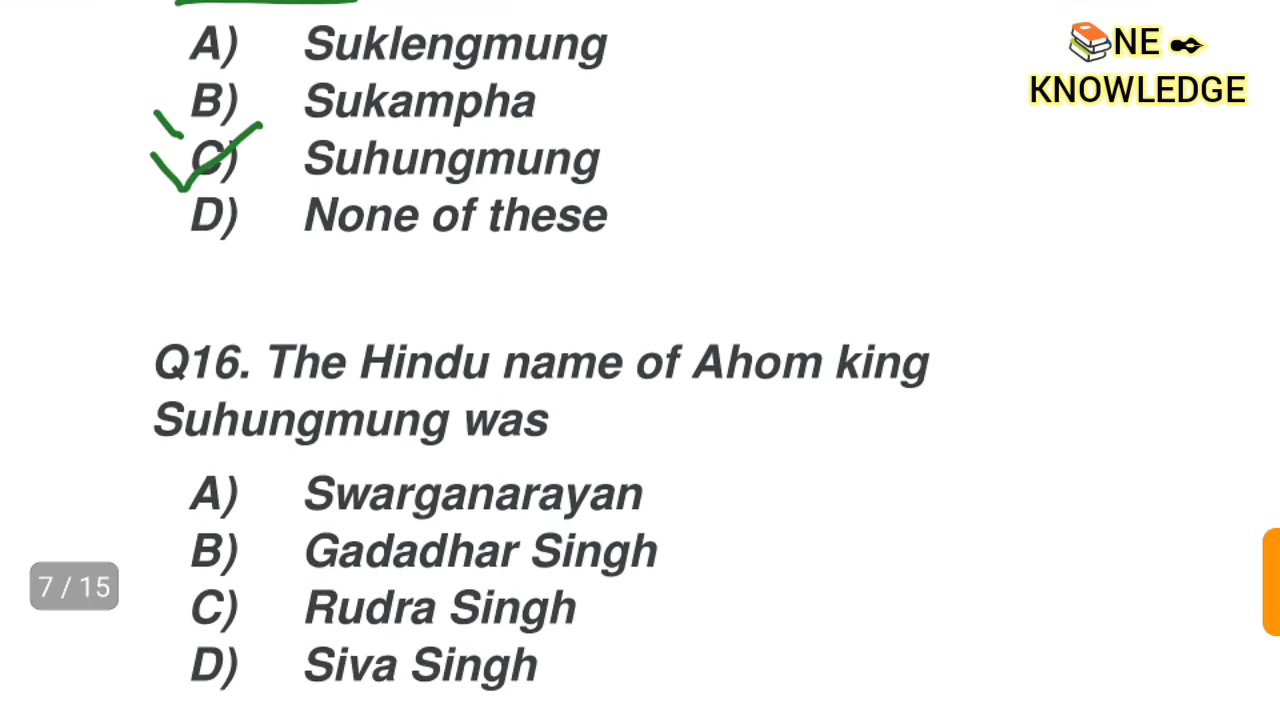 A) Suklengmung
B) Sukampha
C) Suhungmung
D) None of these
NE
KNOWLEDGE
Q16. The Hindu name of Ahom king
Suhungmung was
A) Swarganarayan
B) Gadadhar Singh
C) Rudra Singh
D) Siva Singh
7 / 15